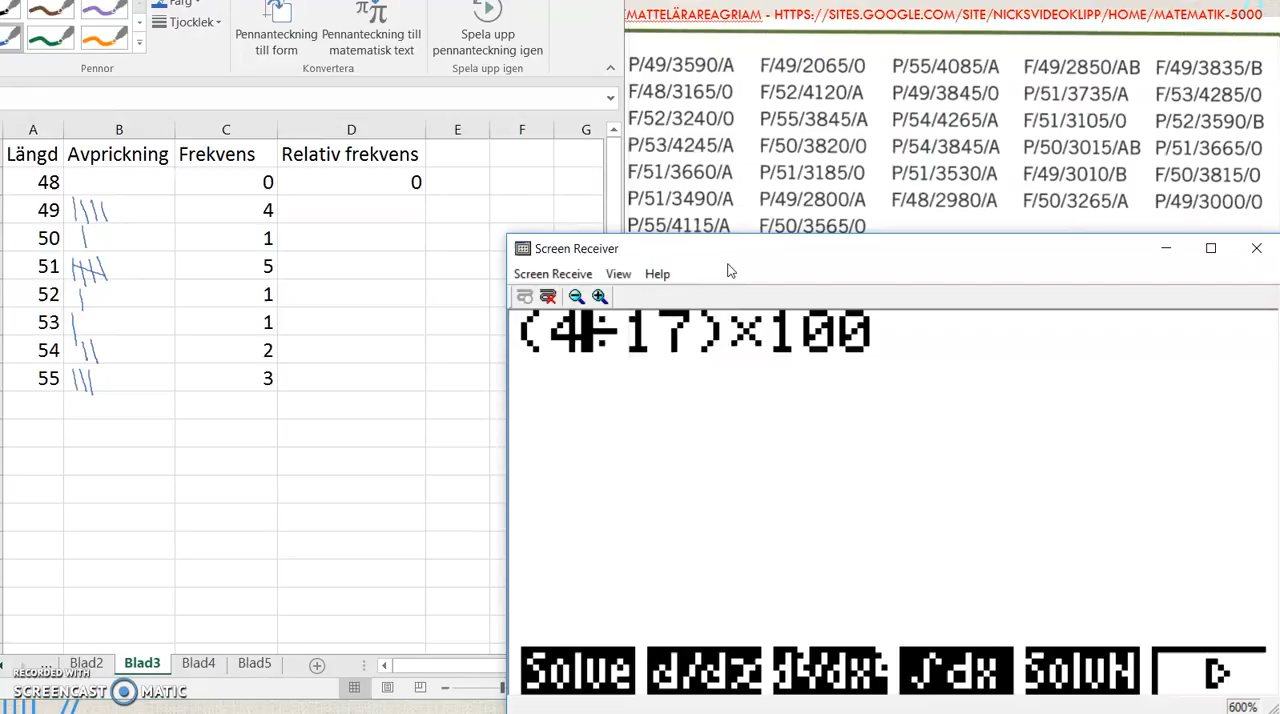 Färg
Tjocklek
Pennanteckning till form
Pennanteckning till matematisk text
Spela upp pennanteckning igen
Pennor
Konvertera
Spela upp igen
MATTELÄRAREAGRIAM - HTTPS://SITES.GOOGLE.COM/SITE/NICKSVIDEOKLIPP/HOME/MATEMATIK-5000
P/49/3590/A F/49/2065/0 P/55/4085/A F/49/2850/AB F/49/3835/B
F/48/3165/0 F/52/4120/A P/49/3845/0 P/51/3735/A F/53/4285/0
F/52/3240/0 P/55/3845/A P/54/4265/A F/51/3105/0 P/52/3590/B
P/53/4245/A F/50/3820/0 P/54/3845/A P/50/3015/AB P/51/3665/0
F/51/3660/A P/51/3185/0 P/51/3530/A F/49/3010/B F/50/3815/0
P/51/3490/A P/49/2800/A F/48/2980/A F/50/3265/A P/49/3000/0
P/55/4115/A F/50/3565/0
A B C D E F G
Längd Avprickning Frekvens Relativ frekvens
48 0 0
49 4
50 1
51 5
52 1
53 1
54 2
55 3
Screen Receiver
Screen Receive View Help
(4÷17)×100
Solve d/dx d²/dx² ∫dx SolvN
600%
... Blad2 Blad3 Blad4 Blad5
RECORDED WITH
SCREENCAST MATIC